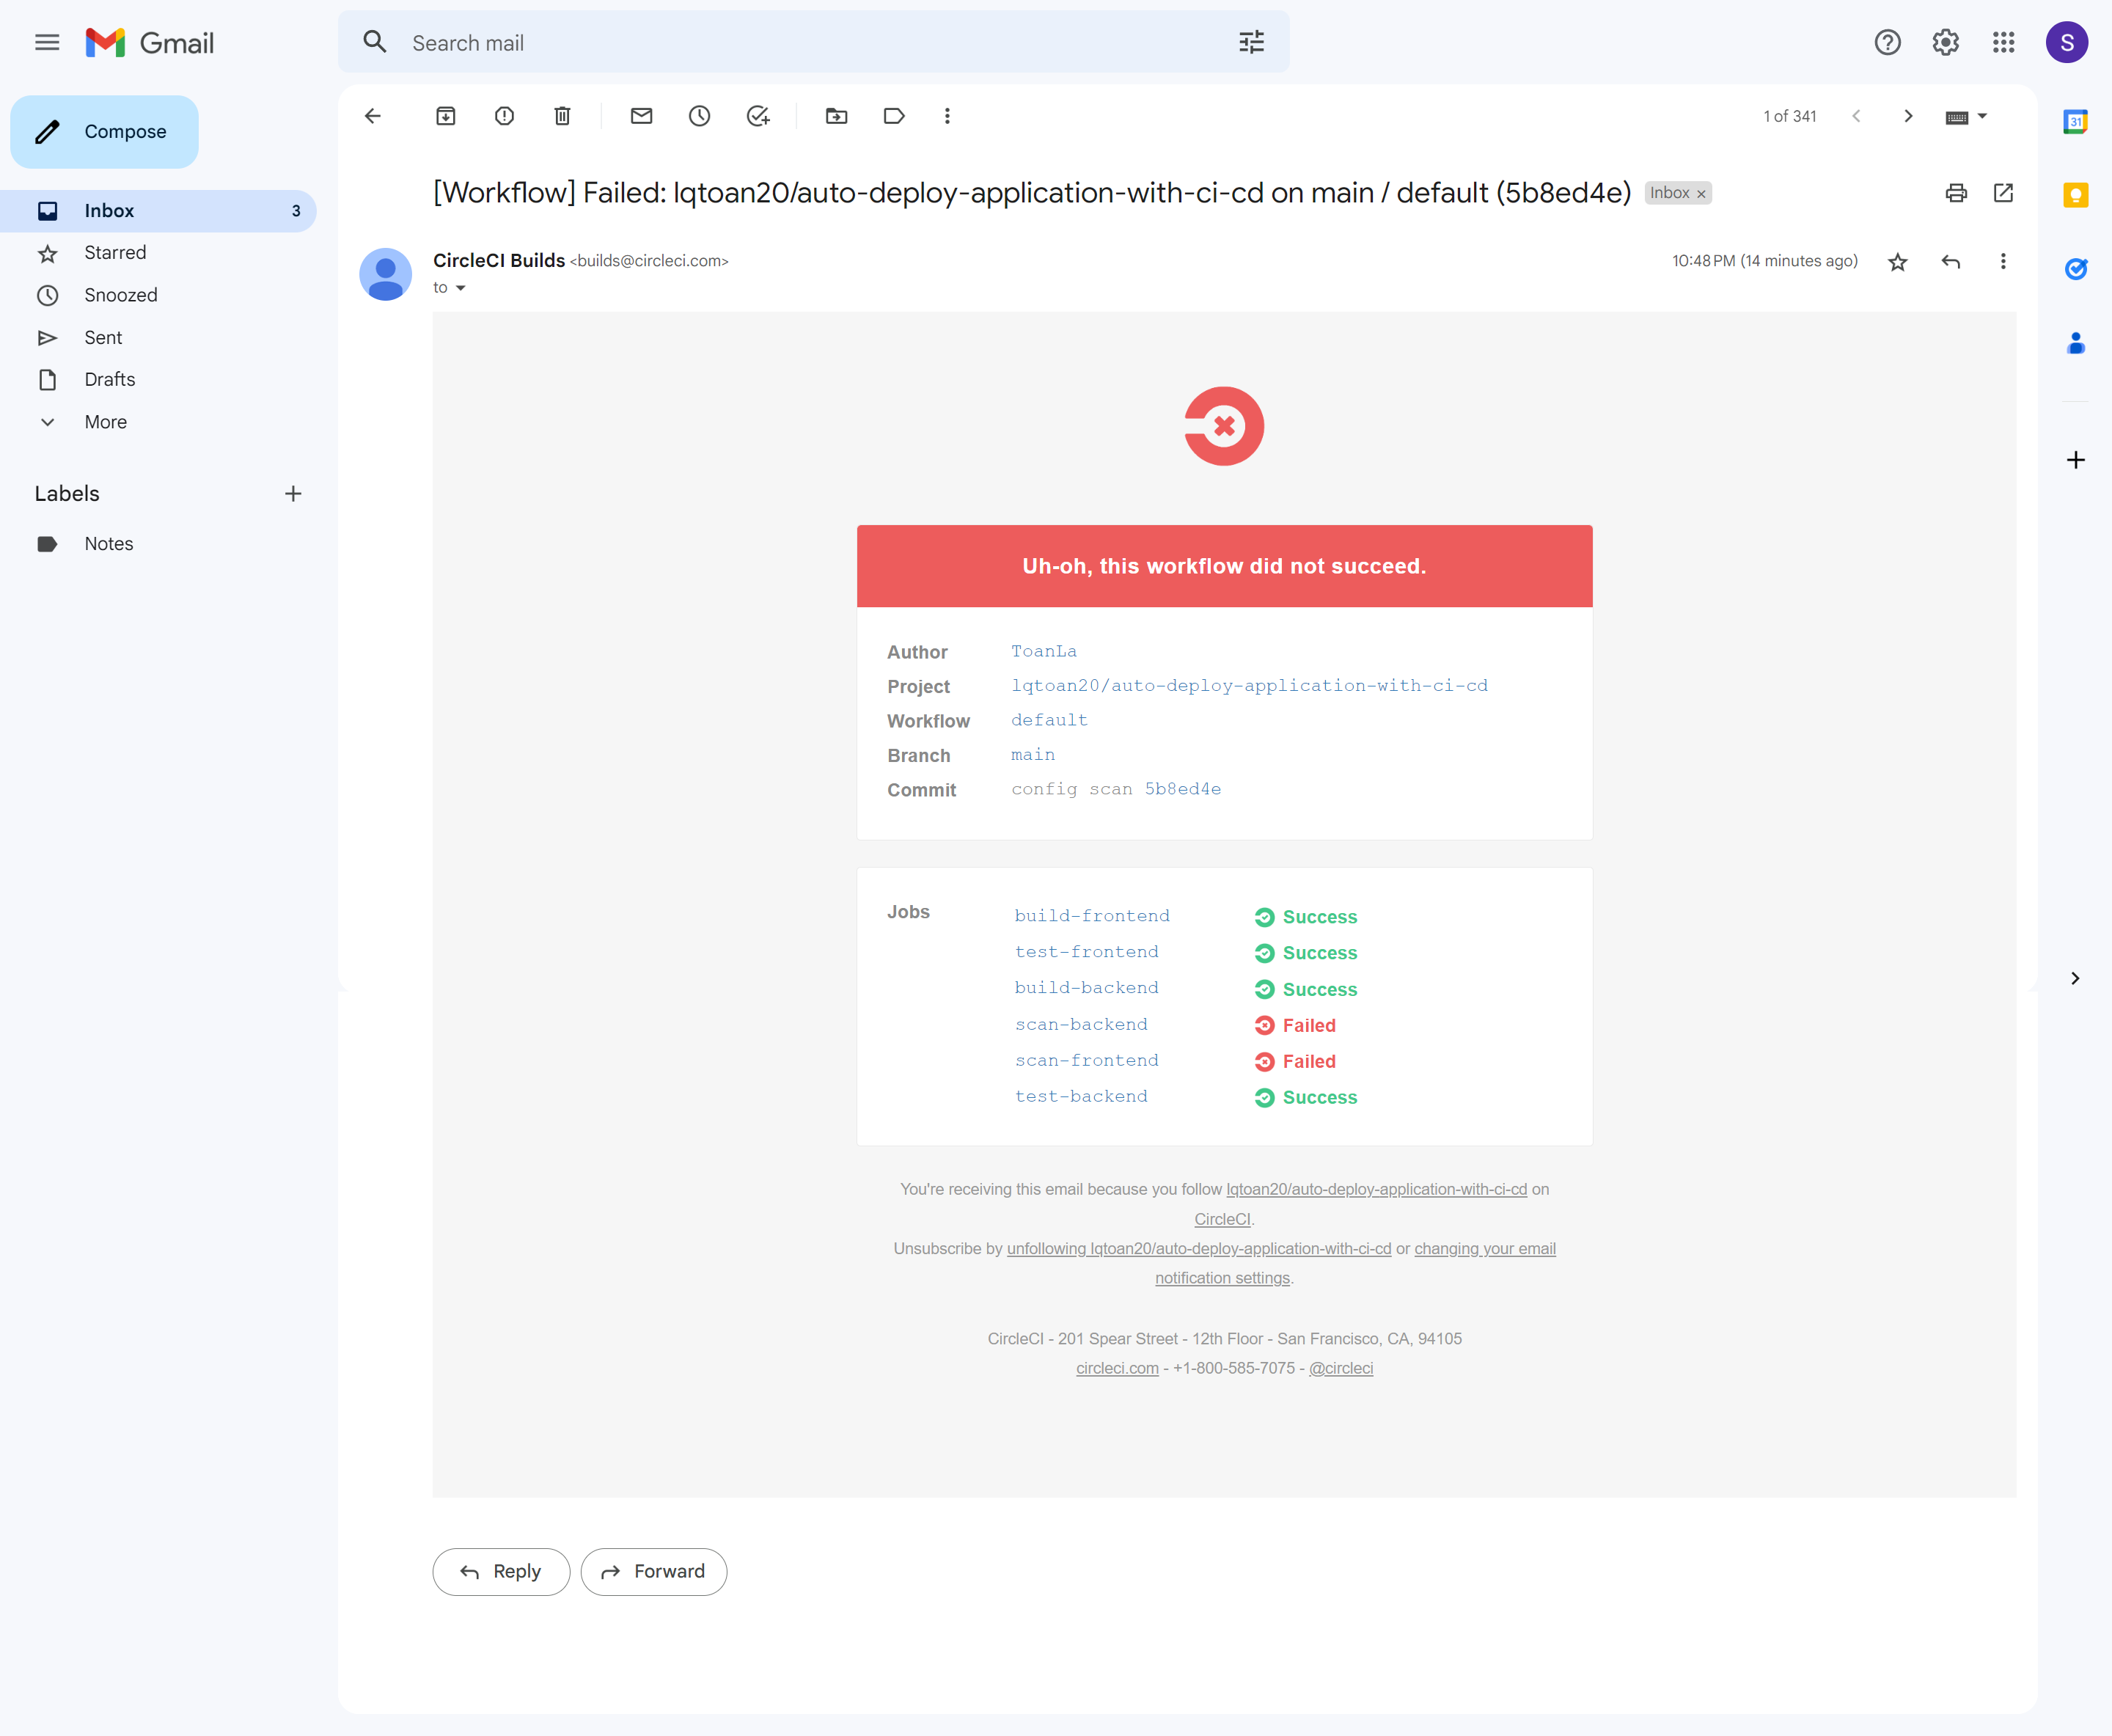 Gmail
Search mail
S
Compose
Inbox 3
Starred
Snoozed
Sent
Drafts
More
Labels
Notes
1 of 341
31
[Workflow] Failed: lqtoan20/auto-deploy-application-with-ci-cd on main / default (5b8ed4e) Inbox ×
CircleCI Builds <builds@circleci.com> 10:48 PM (14 minutes ago)
to
Uh-oh, this workflow did not succeed.
Author ToanLa
Project lqtoan20/auto-deploy-application-with-ci-cd
Workflow default
Branch main
Commit config scan 5b8ed4e
Jobs build-frontend Success
test-frontend Success
build-backend Success
scan-backend Failed
scan-frontend Failed
test-backend Success
You're receiving this email because you follow lqtoan20/auto-deploy-application-with-ci-cd on
CircleCI.
Unsubscribe by unfollowing lqtoan20/auto-deploy-application-with-ci-cd or changing your email
notification settings.
CircleCI - 201 Spear Street - 12th Floor - San Francisco, CA, 94105
circleci.com - +1-800-585-7075 - @circleci
Reply
Forward